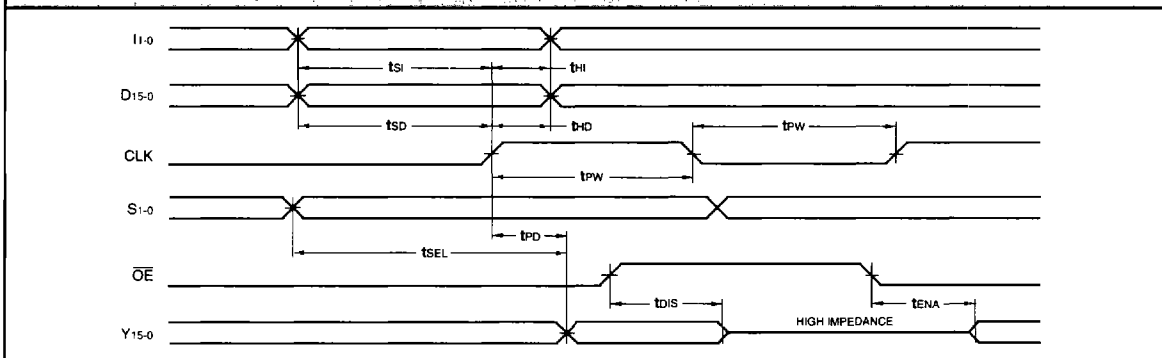 I1-0
tSI tHI
D15-0
tSD tHD tPW
CLK
tPW
S1-0
tPD
tSEL
OE
tDIS tENA
HIGH IMPEDANCE
Y15-0